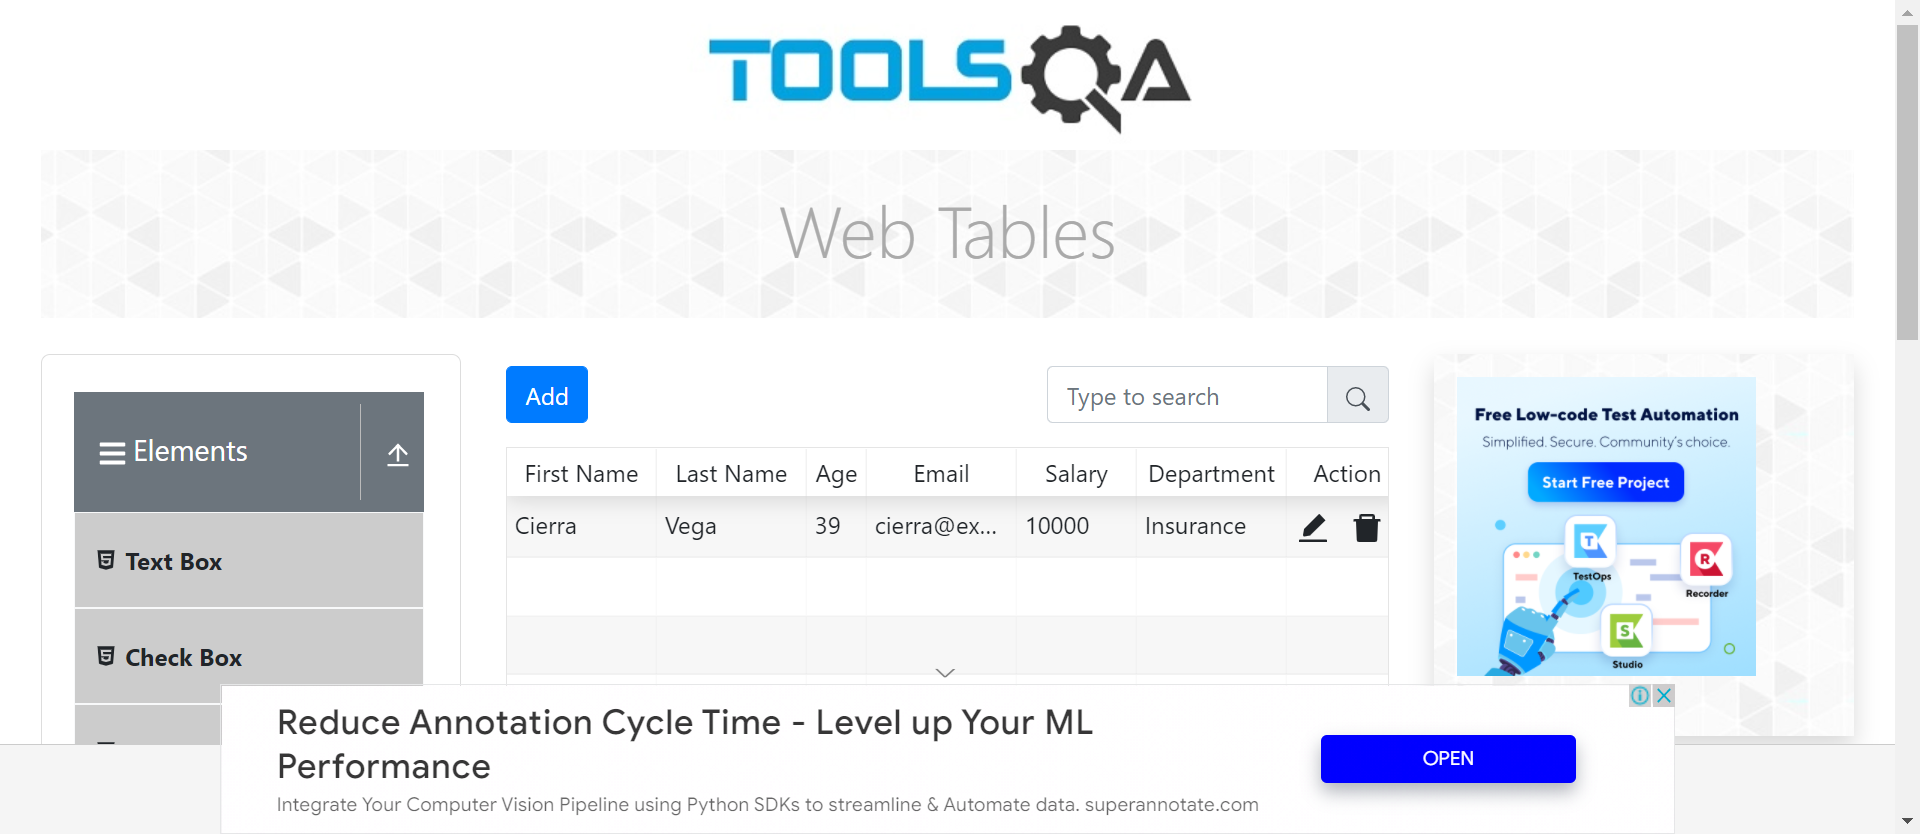 TOOLSQA
Web Tables
Elements
Text Box
Check Box
Add
Type to search
First Name Last Name Age Email Salary Department Action
Cierra Vega 39 cierra@ex... 10000 Insurance
Free Low-code Test Automation
Simplified. Secure. Community's choice.
Start Free Project
TestOps
Recorder
Studio
Reduce Annotation Cycle Time - Level up Your ML
Performance
Integrate Your Computer Vision Pipeline using Python SDKs to streamline & Automate data. superannotate.com
OPEN